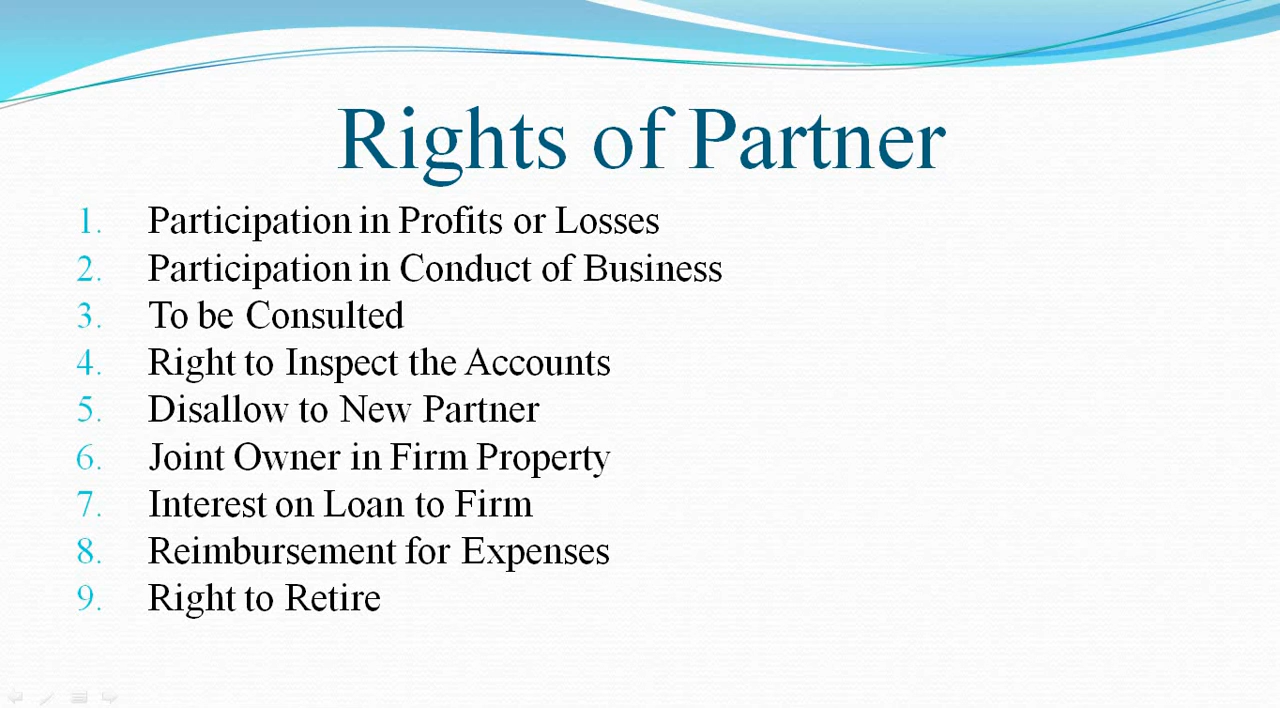 Rights of Partner
1. Participation in Profits or Losses
2. Participation in Conduct of Business
3. To be Consulted
4. Right to Inspect the Accounts
5. Disallow to New Partner
6. Joint Owner in Firm Property
7. Interest on Loan to Firm
8. Reimbursement for Expenses
9. Right to Retire